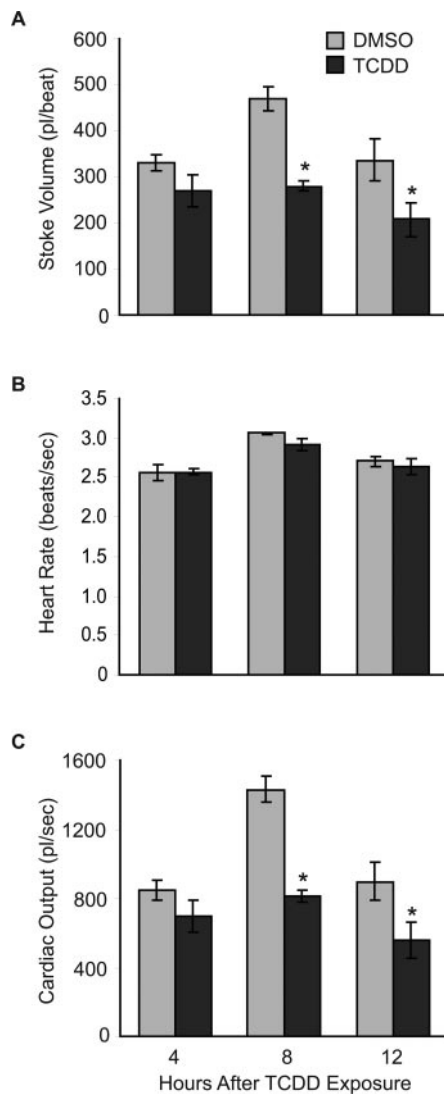 A
Stoke Volume (pl/beat)
600
500
400
300
200
100
0
DMSO
TCDD
*
*
B
Heart Rate (beats/sec)
3.5
3.0
2.5
2.0
1.5
1.0
0.5
0
C
Cardiac Output (pl/sec)
1600
1200
800
400
0
*
*
4 8 12
Hours After TCDD Exposure